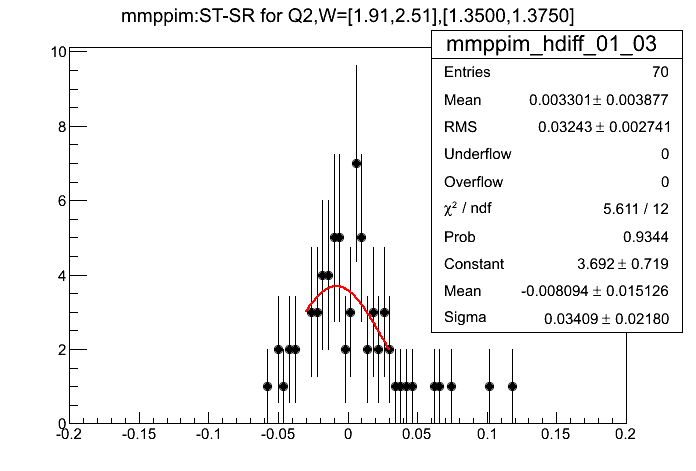 mmppim:ST-SR for Q2,W=[1.91,2.51],[1.3500,1.3750]
mmppim_hdiff_01_03
Entries 70
Mean 0.003301 ± 0.003877
RMS 0.03243 ± 0.002741
Underflow 0
Overflow 0
χ² / ndf 5.611 / 12
Prob 0.9344
Constant 3.692 ± 0.719
Mean -0.008094 ± 0.015126
Sigma 0.03409 ± 0.02180
10
8
6
4
2
0
-0.2 -0.15 -0.1 -0.05 0 0.05 0.1 0.15 0.2